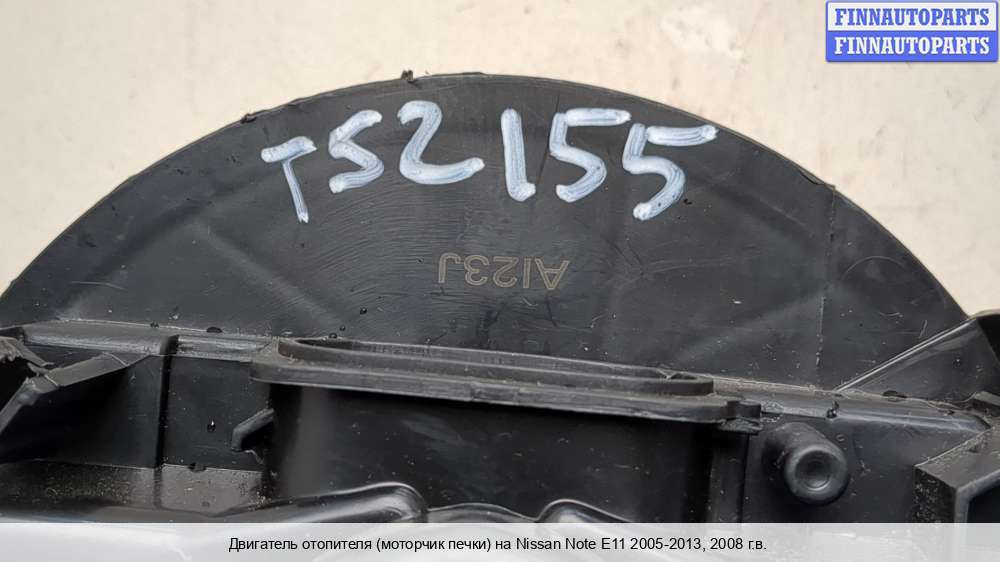 FINNAUTOPARTS
FINNAUTOPARTS
TS2155
A123J
Двигатель отопителя (моторчик печки) на Nissan Note E11 2005-2013, 2008 г.в.